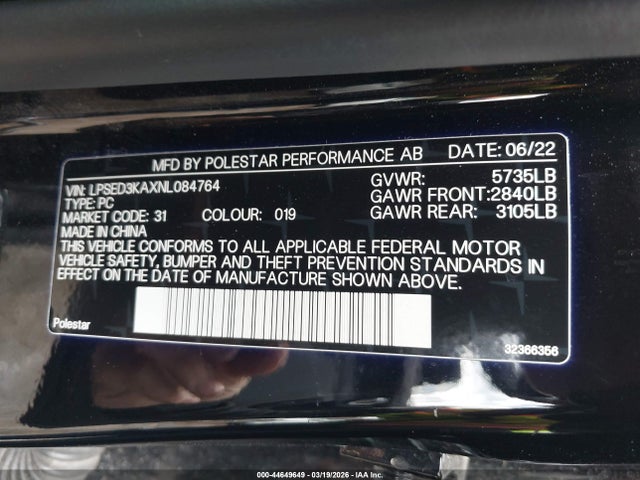 MFD BY POLESTAR PERFORMANCE AB DATE: 06/22
VIN: LPSED3KAXNL084764 GVWR: 5735LB
TYPE: PC GAWR FRONT:2840LB
MARKET CODE: 31 COLOUR: 019 GAWR REAR: 3105LB
MADE IN CHINA
THIS VEHICLE CONFORMS TO ALL APPLICABLE FEDERAL MOTOR
VEHICLE SAFETY, BUMPER AND THEFT PREVENTION STANDARDS IN
EFFECT ON THE DATE OF MANUFACTURE SHOWN ABOVE.
Polestar 32366356
000-44649649 - 03/19/2026 - IAA Inc.